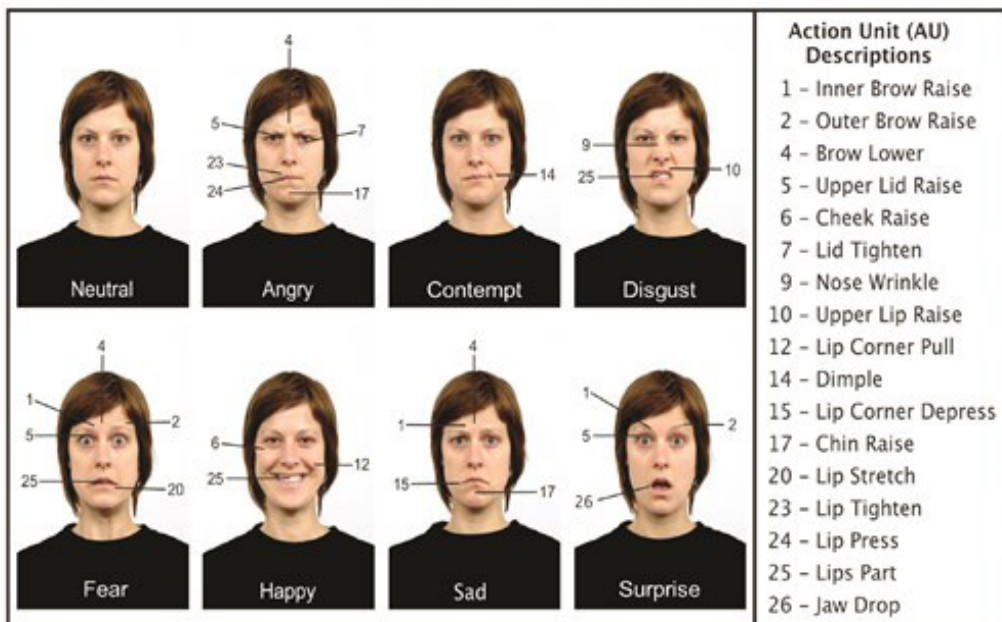 4
5
7
23
24
17
14
9
10
25
Neutral
Angry
Contempt
Disgust
4
1
2
5
25
20
6
12
25
4
1
15
17
1
2
5
26
Fear
Happy
Sad
Surprise
Action Unit (AU)
Descriptions
1 – Inner Brow Raise
2 – Outer Brow Raise
4 – Brow Lower
5 – Upper Lid Raise
6 – Cheek Raise
7 – Lid Tighten
9 – Nose Wrinkle
10 – Upper Lip Raise
12 – Lip Corner Pull
14 – Dimple
15 – Lip Corner Depress
17 – Chin Raise
20 – Lip Stretch
23 – Lip Tighten
24 – Lip Press
25 – Lips Part
26 – Jaw Drop